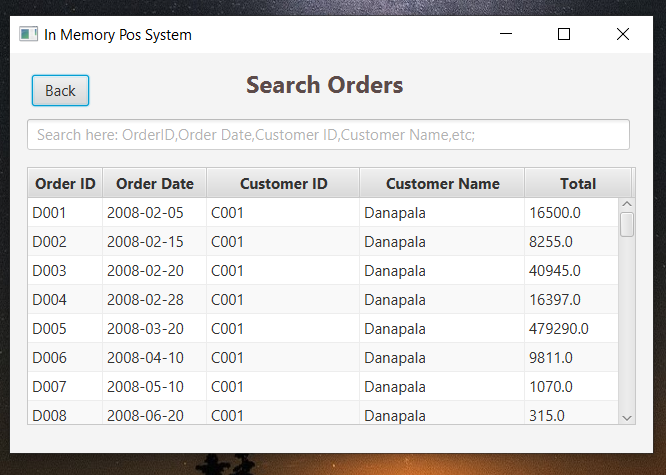 In Memory Pos System
Back
Search Orders
Search here: OrderID,Order Date,Customer ID,Customer Name,etc;
Order ID Order Date Customer ID Customer Name Total
D001 2008-02-05 C001 Danapala 16500.0
D002 2008-02-15 C001 Danapala 8255.0
D003 2008-02-20 C001 Danapala 40945.0
D004 2008-02-28 C001 Danapala 16397.0
D005 2008-03-20 C001 Danapala 479290.0
D006 2008-04-10 C001 Danapala 9811.0
D007 2008-05-10 C001 Danapala 1070.0
D008 2008-06-20 C001 Danapala 315.0